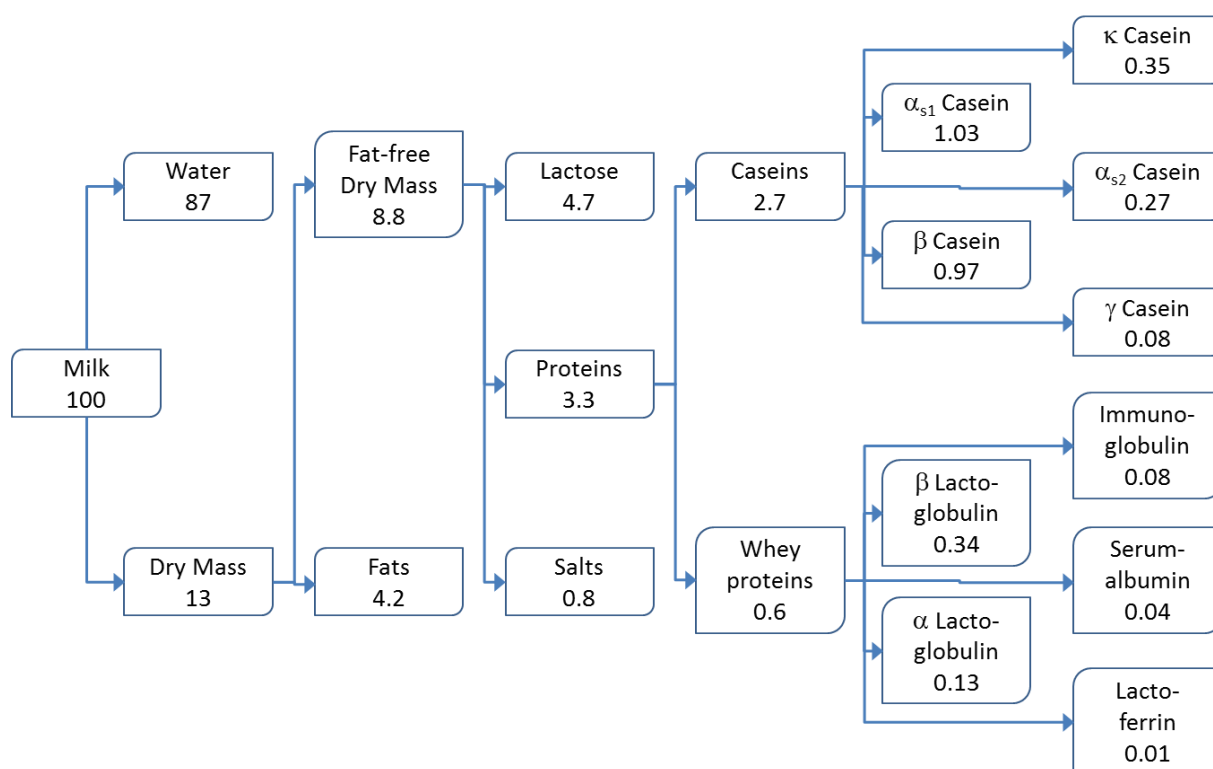 Milk
100
Water
87
Dry Mass
13
Fat-free
Dry Mass
8.8
Fats
4.2
Lactose
4.7
Proteins
3.3
Salts
0.8
Caseins
2.7
Whey
proteins
0.6
κ Casein
0.35
αs1 Casein
1.03
αs2 Casein
0.27
β Casein
0.97
γ Casein
0.08
Immuno-
globulin
0.08
β Lacto-
globulin
0.34
Serum-
albumin
0.04
α Lacto-
globulin
0.13
Lacto-
ferrin
0.01